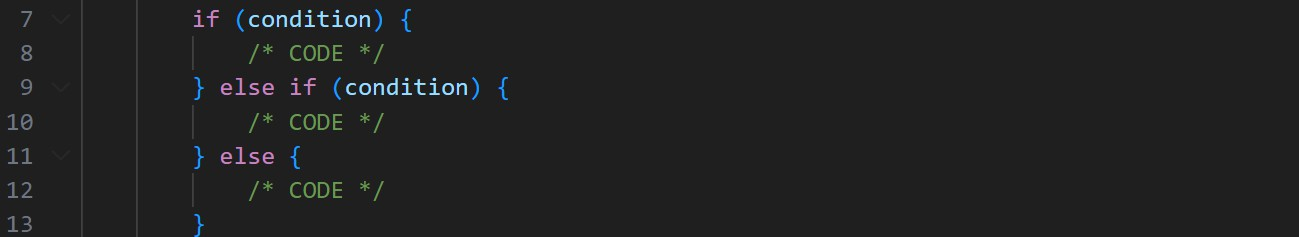 7 if (condition) {
8 /* CODE */
9 } else if (condition) {
10 /* CODE */
11 } else {
12 /* CODE */
13 }